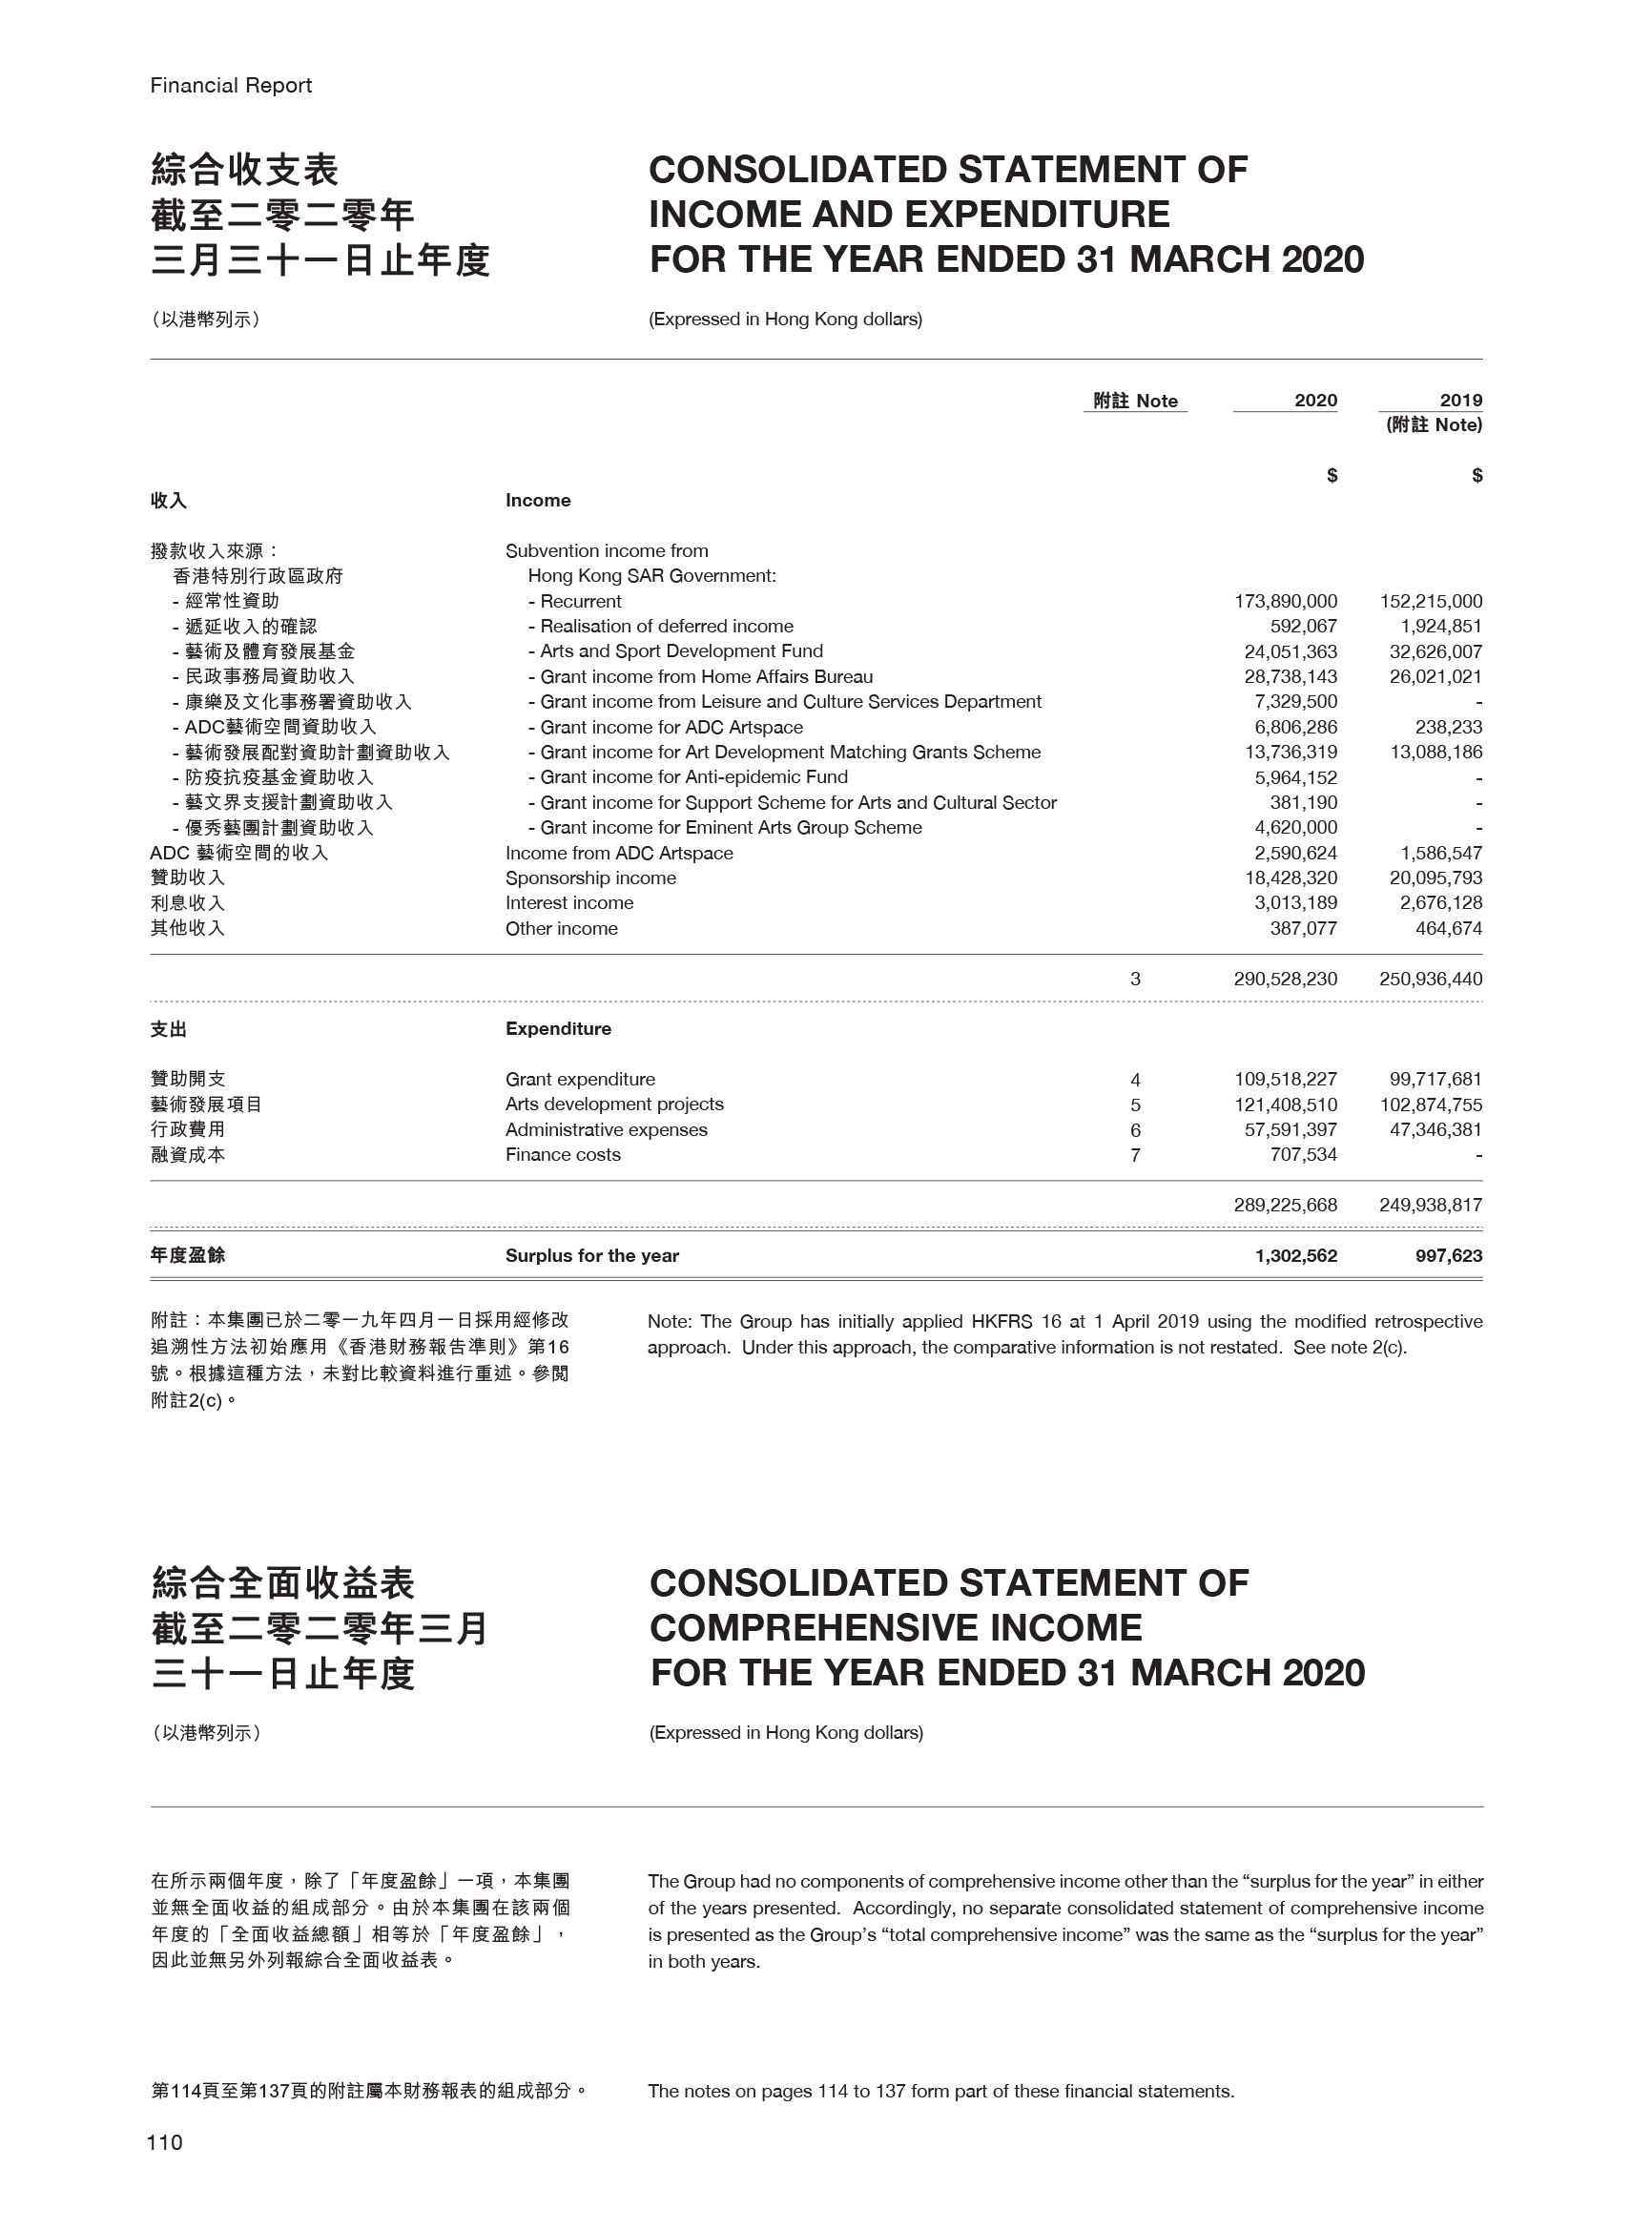 Financial Report
綜合收支表
截至二零二零年
三月三十一日止年度
CONSOLIDATED STATEMENT OF
INCOME AND EXPENDITURE
FOR THE YEAR ENDED 31 MARCH 2020
（以港幣列示）
(Expressed in Hong Kong dollars)
附註 Note 2020 2019
(附註 Note)
$ $
收入 Income
撥款收入來源： Subvention income from
香港特別行政區政府 Hong Kong SAR Government:
- 經常性資助 - Recurrent 173,890,000 152,215,000
- 遞延收入的確認 - Realisation of deferred income 592,067 1,924,851
- 藝術及體育發展基金 - Arts and Sport Development Fund 24,051,363 32,626,007
- 民政事務局資助收入 - Grant income from Home Affairs Bureau 28,738,143 26,021,021
- 康樂及文化事務署資助收入 - Grant income from Leisure and Culture Services Department 7,329,500 -
- ADC藝術空間資助收入 - Grant income for ADC Artspace 6,806,286 238,233
- 藝術發展配對資助計劃資助收入 - Grant income for Art Development Matching Grants Scheme 13,736,319 13,088,186
- 防疫抗疫基金資助收入 - Grant income for Anti-epidemic Fund 5,964,152 -
- 藝文界支援計劃資助收入 - Grant income for Support Scheme for Arts and Cultural Sector 381,190 -
- 優秀藝團計劃資助收入 - Grant income for Eminent Arts Group Scheme 4,620,000 -
ADC 藝術空間的收入 Income from ADC Artspace 2,590,624 1,586,547
贊助收入 Sponsorship income 18,428,320 20,095,793
利息收入 Interest income 3,013,189 2,676,128
其他收入 Other income 387,077 464,674
3 290,528,230 250,936,440
支出 Expenditure
贊助開支 Grant expenditure 4 109,518,227 99,717,681
藝術發展項目 Arts development projects 5 121,408,510 102,874,755
行政費用 Administrative expenses 6 57,591,397 47,346,381
融資成本 Finance costs 7 707,534 -
289,225,668 249,938,817
年度盈餘 Surplus for the year 1,302,562 997,623
附註：本集團已於二零一九年四月一日採用經修改
追溯性方法初始應用《香港財務報告準則》第16
號。根據這種方法，未對比較資料進行重述。參閱
附註2(c)。
Note: The Group has initially applied HKFRS 16 at 1 April 2019 using the modified retrospective
approach. Under this approach, the comparative information is not restated. See note 2(c).
綜合全面收益表
截至二零二零年三月
三十一日止年度
CONSOLIDATED STATEMENT OF
COMPREHENSIVE INCOME
FOR THE YEAR ENDED 31 MARCH 2020
（以港幣列示）
(Expressed in Hong Kong dollars)
在所示兩個年度，除了「年度盈餘」一項，本集團
並無全面收益的組成部分。由於本集團在該兩個
年度的「全面收益總額」相等於「年度盈餘」，
因此並無另外列報綜合全面收益表。
The Group had no components of comprehensive income other than the “surplus for the year” in either
of the years presented. Accordingly, no separate consolidated statement of comprehensive income
is presented as the Group’s “total comprehensive income” was the same as the “surplus for the year”
in both years.
第114頁至第137頁的附註屬本財務報表的組成部分。
The notes on pages 114 to 137 form part of these financial statements.
110